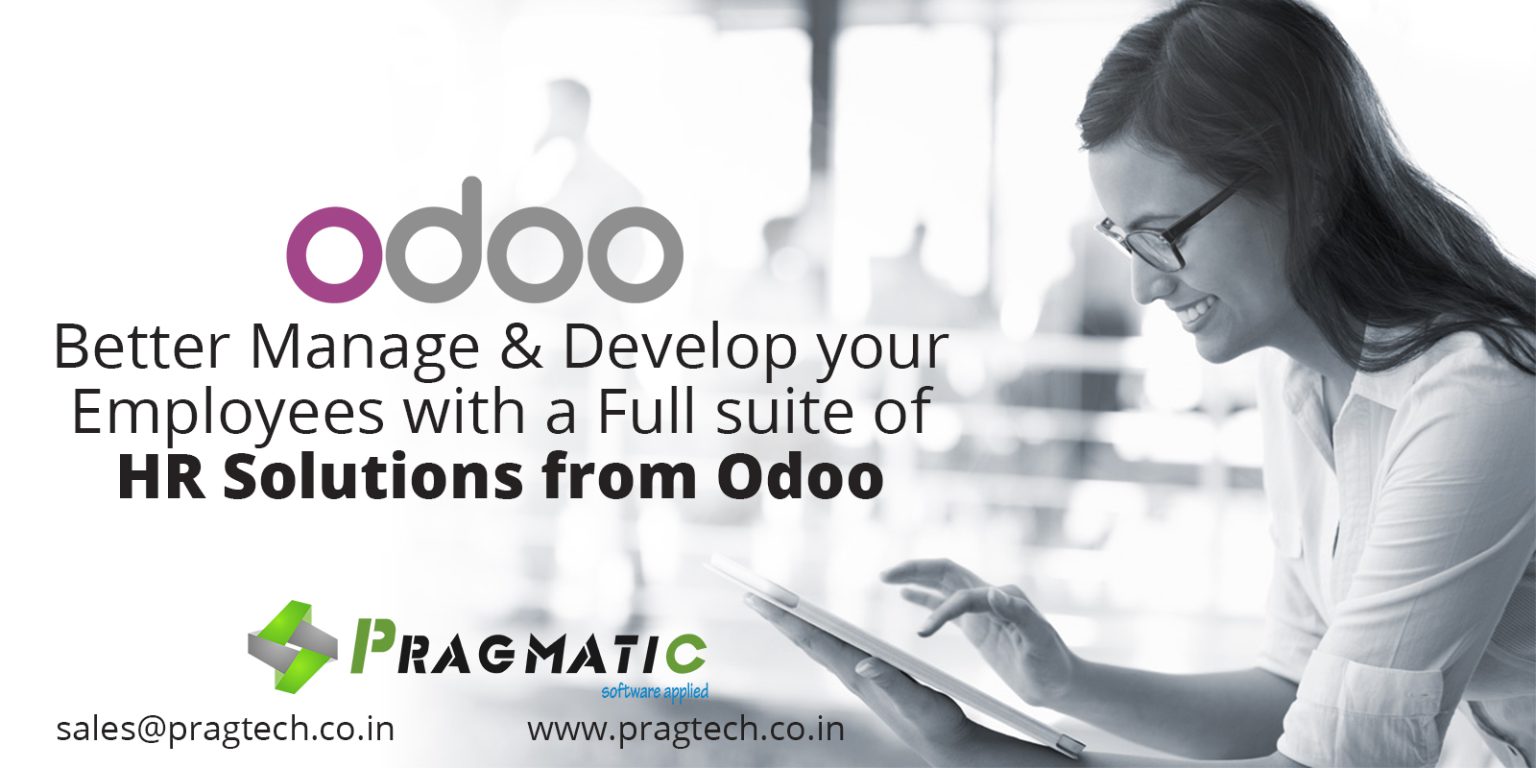 odoo
Better Manage & Develop your
Employees with a Full suite of
HR Solutions from Odoo
PRAGMATIC
software applied
sales@pragtech.co.in
www.pragtech.co.in